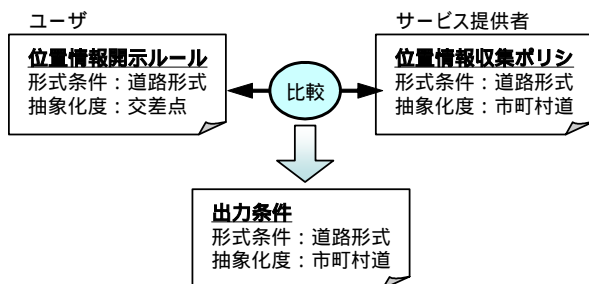 ユーザ
位置情報開示ルール
形式条件：道路形式
抽象化度：交差点
比較
サービス提供者
位置情報収集ポリシ
形式条件：道路形式
抽象化度：市町村道
出力条件
形式条件：道路形式
抽象化度：市町村道